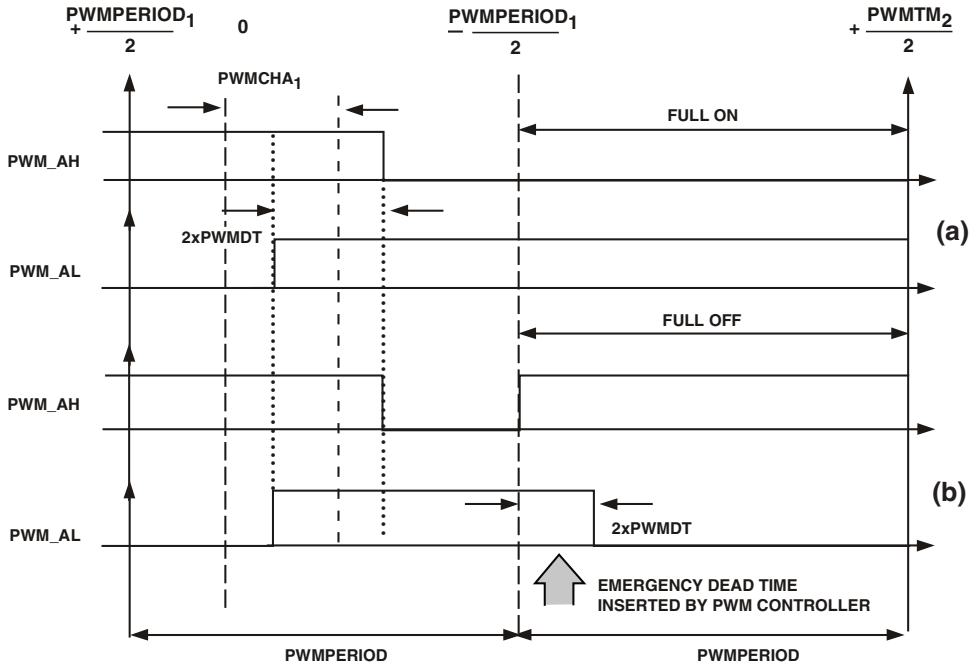 + PWMPERIOD1 / 2
0
– PWMPERIOD1 / 2
+ PWMTM2 / 2
PWMCHA1
FULL ON
PWM_AH
2xPWMDT
(a)
PWM_AL
FULL OFF
PWM_AH
(b)
PWM_AL
2xPWMDT
EMERGENCY DEAD TIME
INSERTED BY PWM CONTROLLER
PWMPERIOD
PWMPERIOD